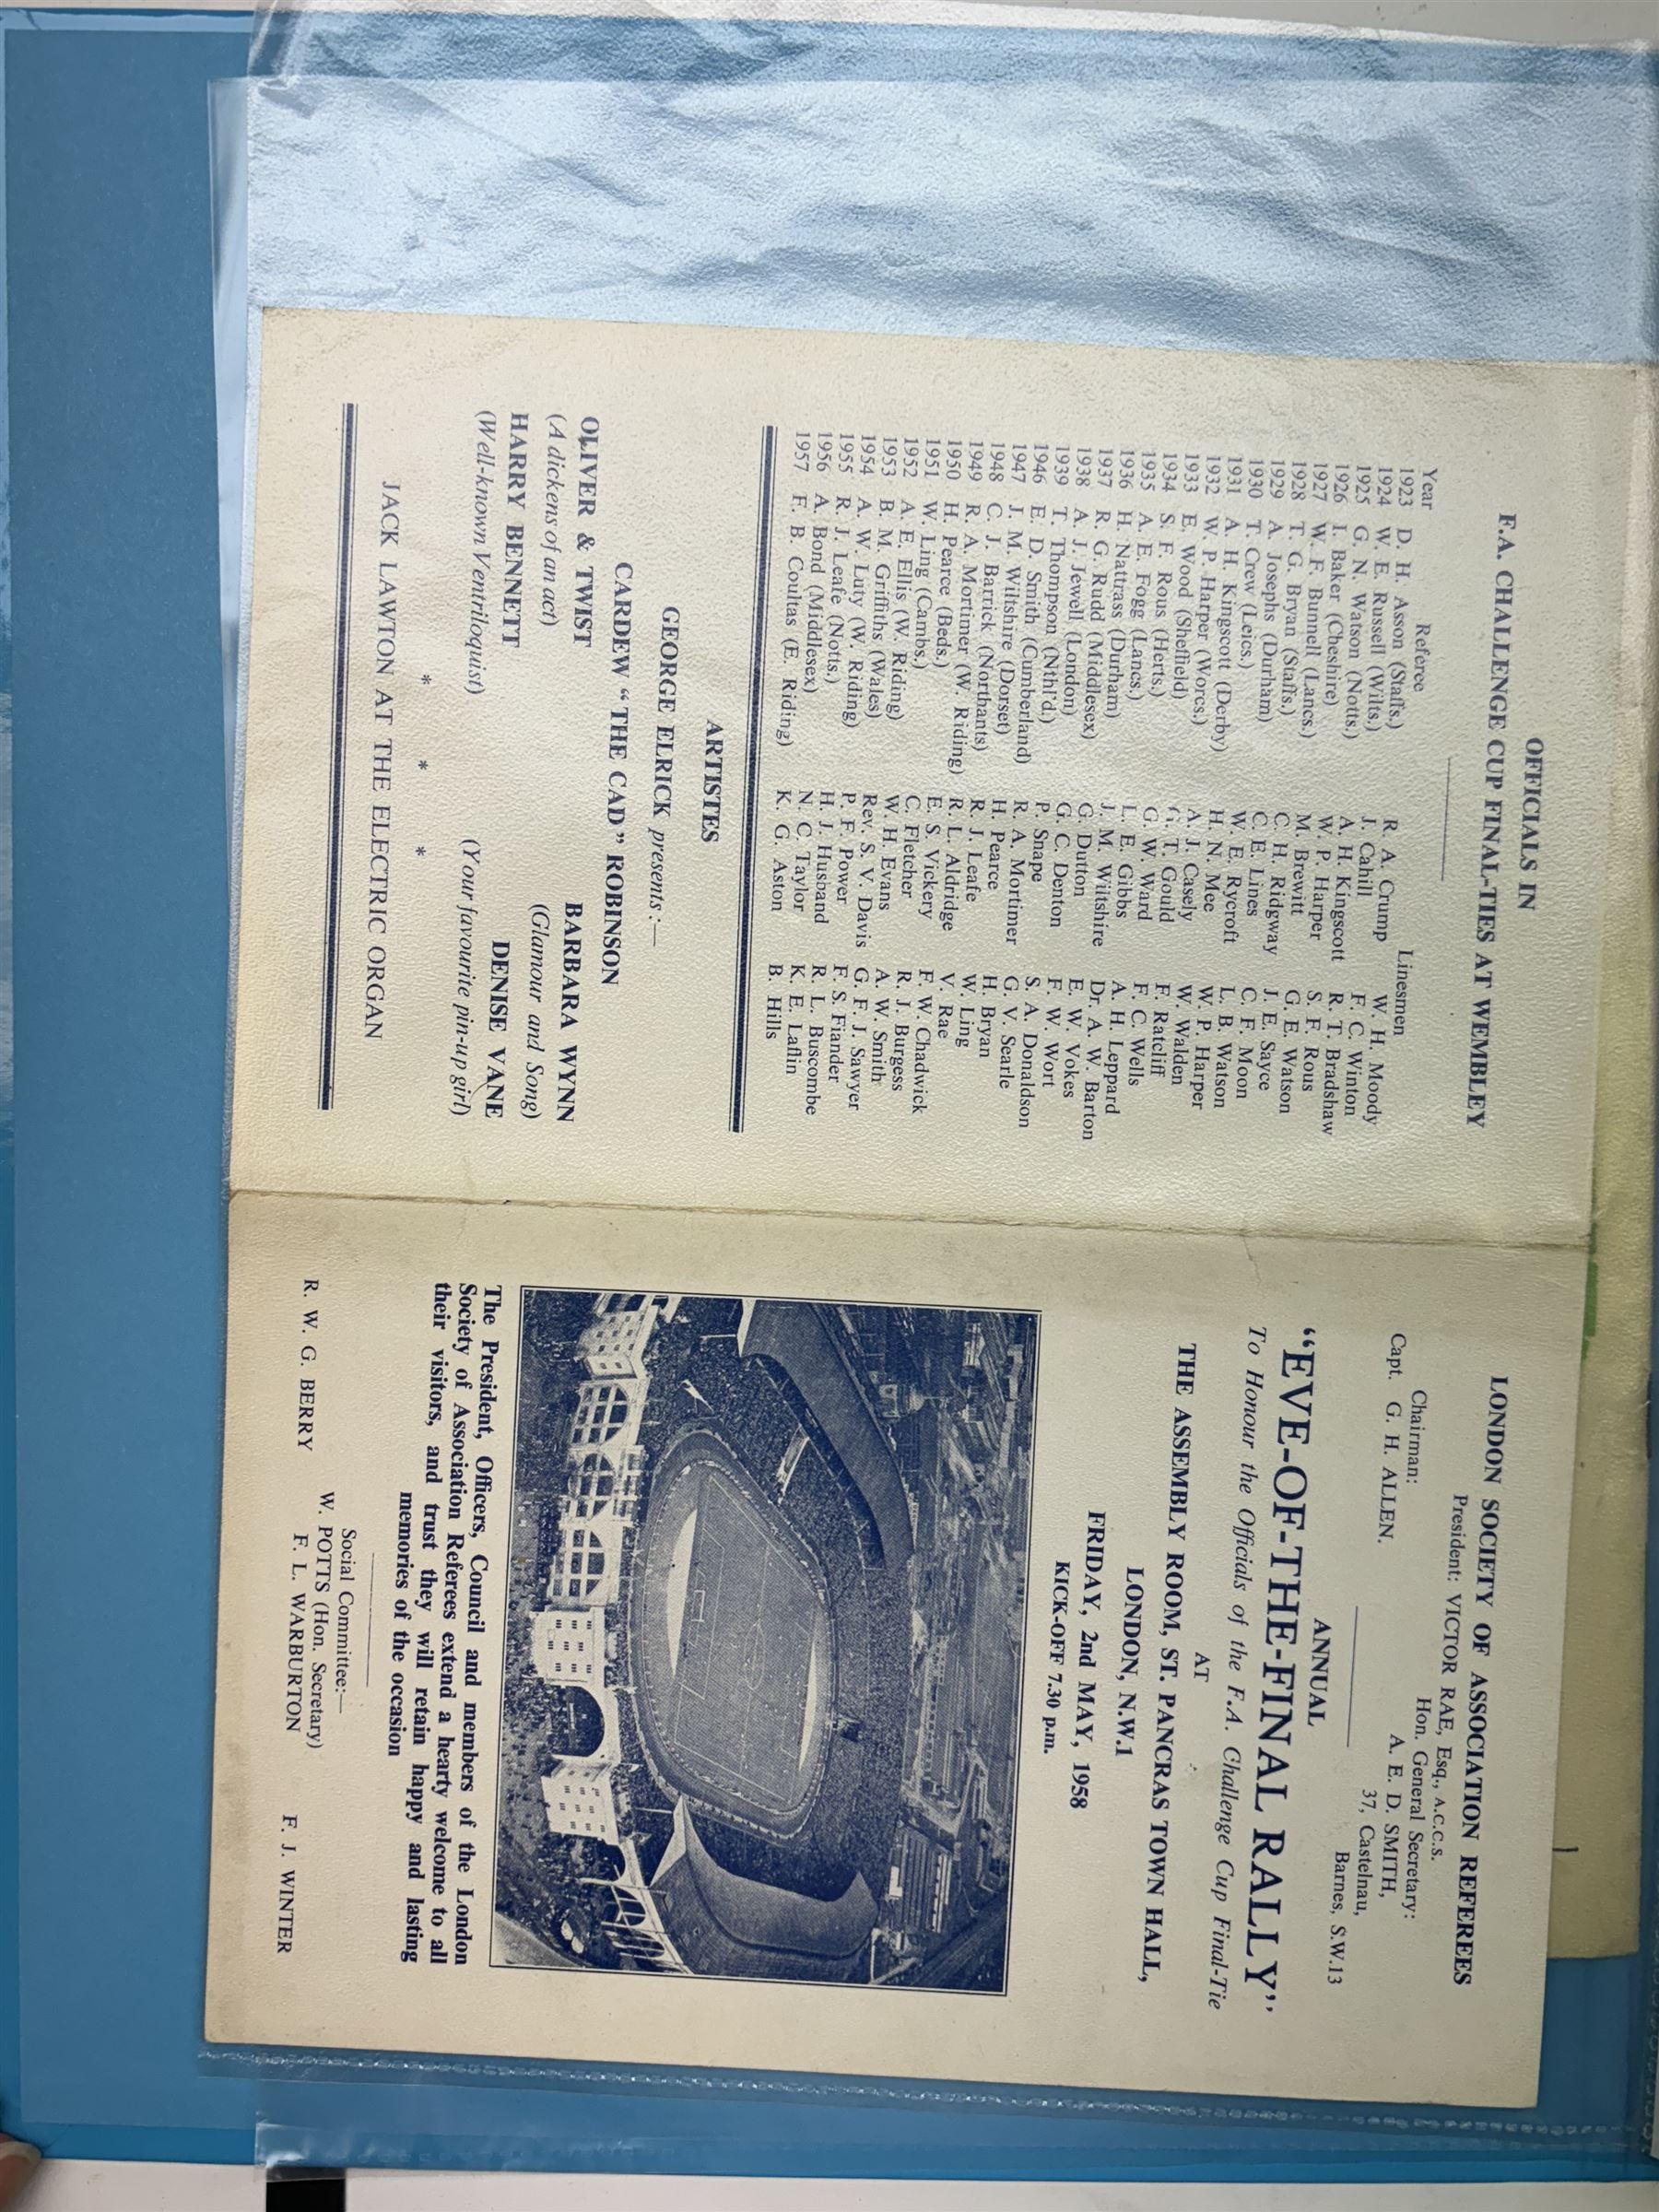 OFFICIALS IN
F.A. CHALLENGE CUP FINAL-TIES AT WEMBLEY
Year Referee Linesmen
1923 D. H. Asson (Staffs.) R. A. Crump W. H. Moody
1924 W. E. Russell (Wilts.) J. Cahill F. C. Winton
1925 G. N. Watson (Notts.) A. H. Kingscott R. T. Bradshaw
1926 I. Baker (Cheshire) W. P. Harper S. F. Rous
1927 W. F. Bunnell (Lancs.) M. Brewitt G. E. Watson
1928 T. G. Bryan (Staffs.) C. H. Ridgway J. E. Sayce
1929 A. Josephs (Durham) C. E. Lines C. F. Moon
1930 T. Crew (Leics.) W. E. Rycroft L. B. Watson
1931 A. H. Kingscott (Derby) H. N. Mee W. P. Harper
1932 W. P. Harper (Worcs.) A. J. Casely W. Walden
1933 E. Wood (Sheffield) G. T. Gould F. Ratcliff
1934 S. F. Rous (Herts.) G. W. Ward F. C. Wells
1935 A. E. Fogg (Lancs.) L. E. Gibbs A. H. Leppard
1936 H. Nattrass (Durham) J. M. Wiltshire Dr. A. W. Barton
1937 R. G. Rudd (Middlesex) G. Dutton E. W. Vokes
1938 A. J. Jewell (London) G. C. Denton F. W. Wort
1939 T. Thompson (Nthl'd.) P. Snape S. A. Donaldson
1946 E. D. Smith (Cumberland) R. A. Mortimer G. V. Searle
1947 J. M. Wiltshire (Dorset) H. Pearce H. Bryan
1948 C. J. Barrick (Northants) R. J. Leafe W. Ling
1949 R. A. Mortimer (W. Riding) R. L. Aldridge V. Rae
1950 H. Pearce (Beds.) E. S. Vickery F. W. Chadwick
1951 W. Ling (Cambs.) C. Fletcher R. J. Burgess
1952 A. E. Ellis (W. Riding) W. H. Evans A. W. Smith
1953 B. M. Griffiths (Wales) Rev. S. V. Davis G. F. J. Sawyer
1954 A. W. Luty (W. Riding) P. F. Power F. S. Fiander
1955 R. J. Leafe (Notts.) H. J. Husband R. L. Buscombe
1956 A. Bond (Middlesex) N. C. Taylor K. E. Laflin
1957 F. B. Coultas (E. Riding) K. G. Aston B. Hills
ARTISTES
GEORGE ELRICK presents:—
CARDEW "THE CAD" ROBINSON
OLIVER & TWIST BARBARA WYNN
(A dickens of an act) (Glamour and Song)
HARRY BENNETT DENISE VANE
(Well-known Ventriloquist) (Your favourite pin-up girl)
* * *
JACK LAWTON AT THE ELECTRIC ORGAN
LONDON SOCIETY OF ASSOCIATION REFEREES
President: VICTOR RAE, Esq., A.C.C.S.
Chairman: Hon. General Secretary:
Capt. G. H. ALLEN. A. E. D. SMITH,
37, Castelnau,
Barnes, S.W.13
ANNUAL
"EVE-OF-THE-FINAL RALLY"
To Honour the Officials of the F.A. Challenge Cup Final-Tie
AT
THE ASSEMBLY ROOM, ST. PANCRAS TOWN HALL,
LONDON, N.W.1
FRIDAY, 2nd MAY, 1958
KICK-OFF 7.30 p.m.
The President, Officers, Council and members of the London
Society of Association Referees extend a hearty welcome to all
their visitors, and trust they will retain happy and lasting
memories of the occasion
Social Committee:—
W. POTTS (Hon. Secretary)
R. W. G. BERRY F. L. WARBURTON F. J. WINTER